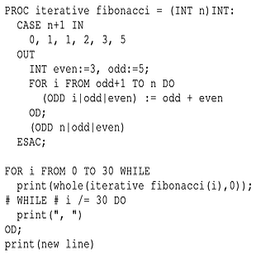 PROC iterative fibonacci = (INT n)INT:
  CASE n+1 IN
    0, 1, 1, 2, 3, 5
  OUT
    INT even:=3, odd:=5;
    FOR i FROM odd+1 TO n DO
      (ODD i|odd|even) := odd + even
    OD;
    (ODD n|odd|even)
  ESAC;

FOR i FROM 0 TO 30 WHILE
  print(whole(iterative fibonacci(i),0));
# WHILE # i /= 30 DO
  print(", ")
OD;
print(new line)